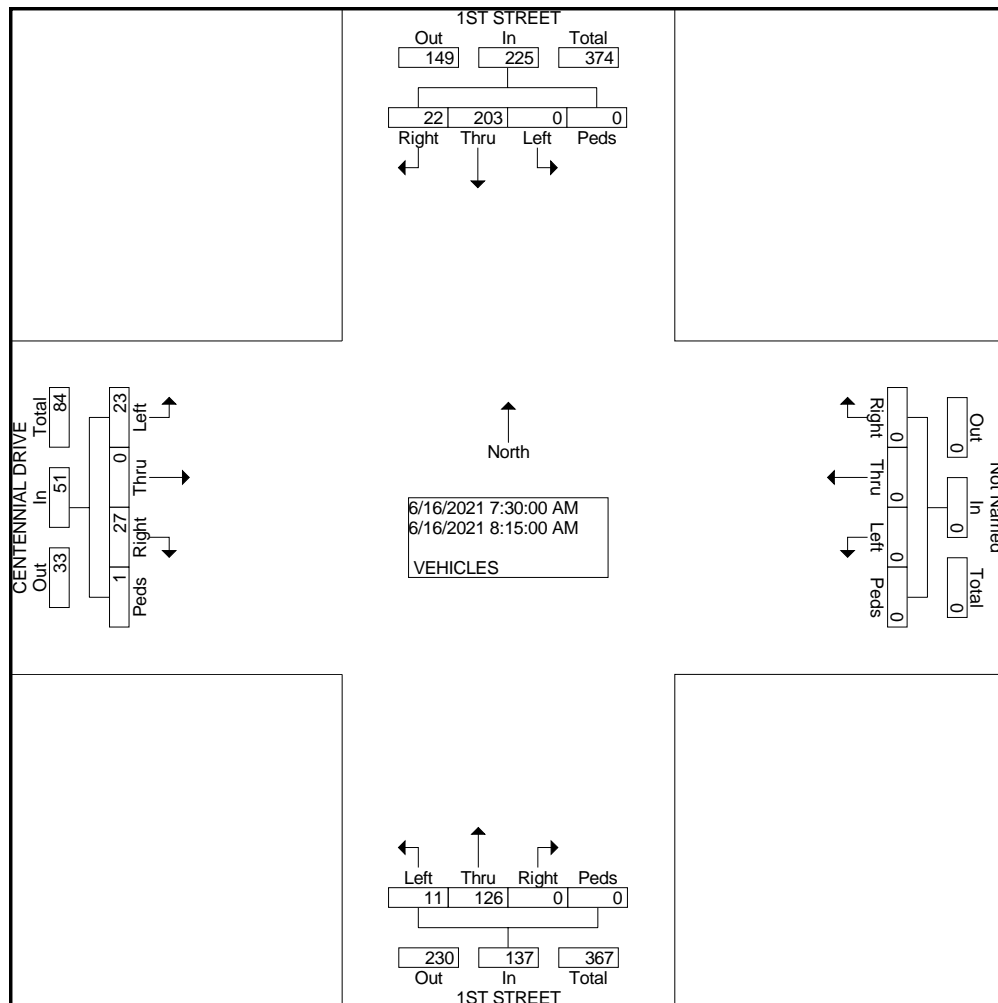 1ST STREET
Out In Total
149 225 374
22 203 0 0
Right Thru Left Peds
CENTENNIAL DRIVE
Out In Total
33 51 84
23 0 27 1
Left Thru Right Peds
North
6/16/2021 7:30:00 AM
6/16/2021 8:15:00 AM
VEHICLES
Right Thru Left Peds
0 0 0 0
Out In Total
0 0 0
Not Named
Left Thru Right Peds
11 126 0 0
230 137 367
Out In Total
1ST STREET